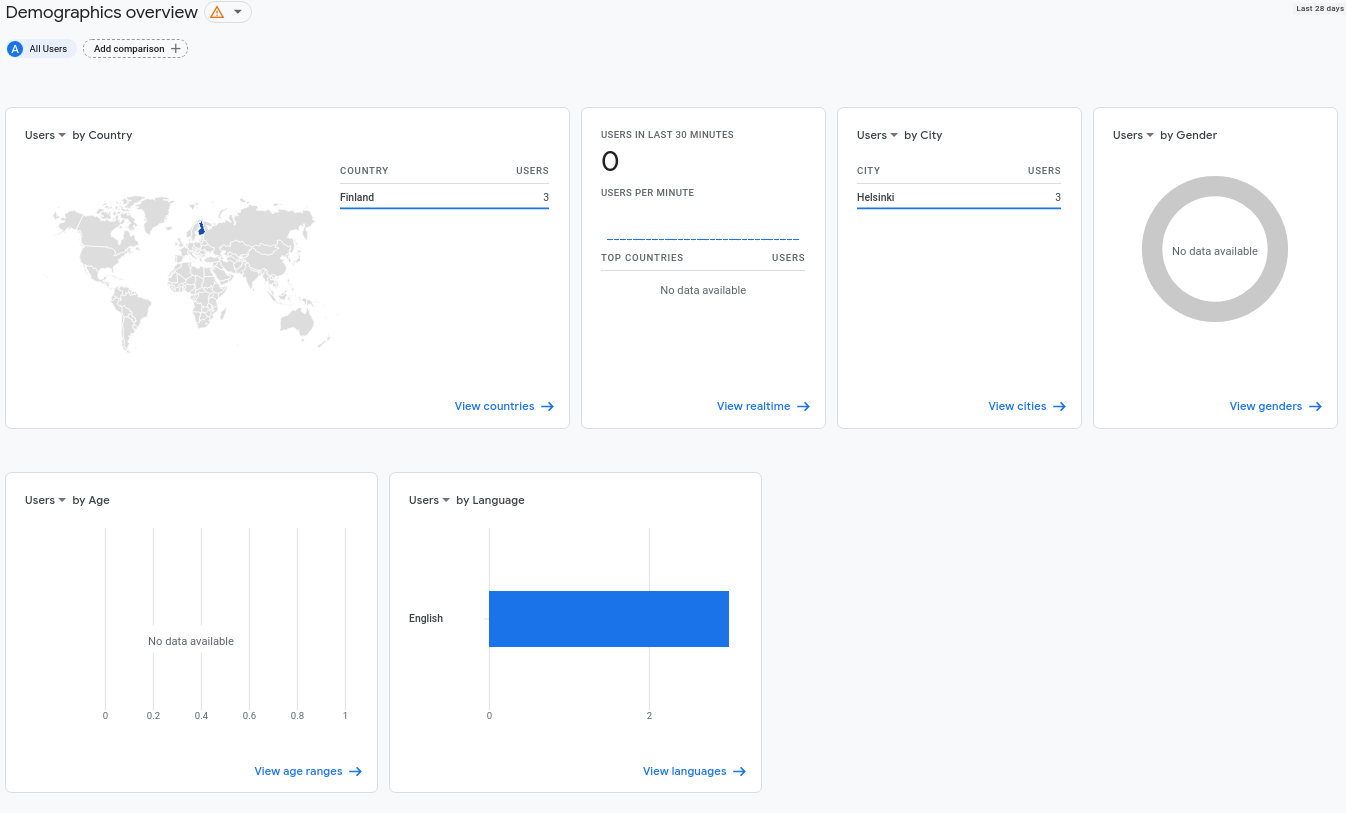 Demographics overview
Last 28 days
A All Users
Add comparison
Users by Country
COUNTRY USERS
Finland 3
View countries
USERS IN LAST 30 MINUTES
0
USERS PER MINUTE
TOP COUNTRIES USERS
No data available
View realtime
Users by City
CITY USERS
Helsinki 3
View cities
Users by Gender
No data available
View genders
Users by Age
No data available
0 0.2 0.4 0.6 0.8 1
View age ranges
Users by Language
English
0 2
View languages